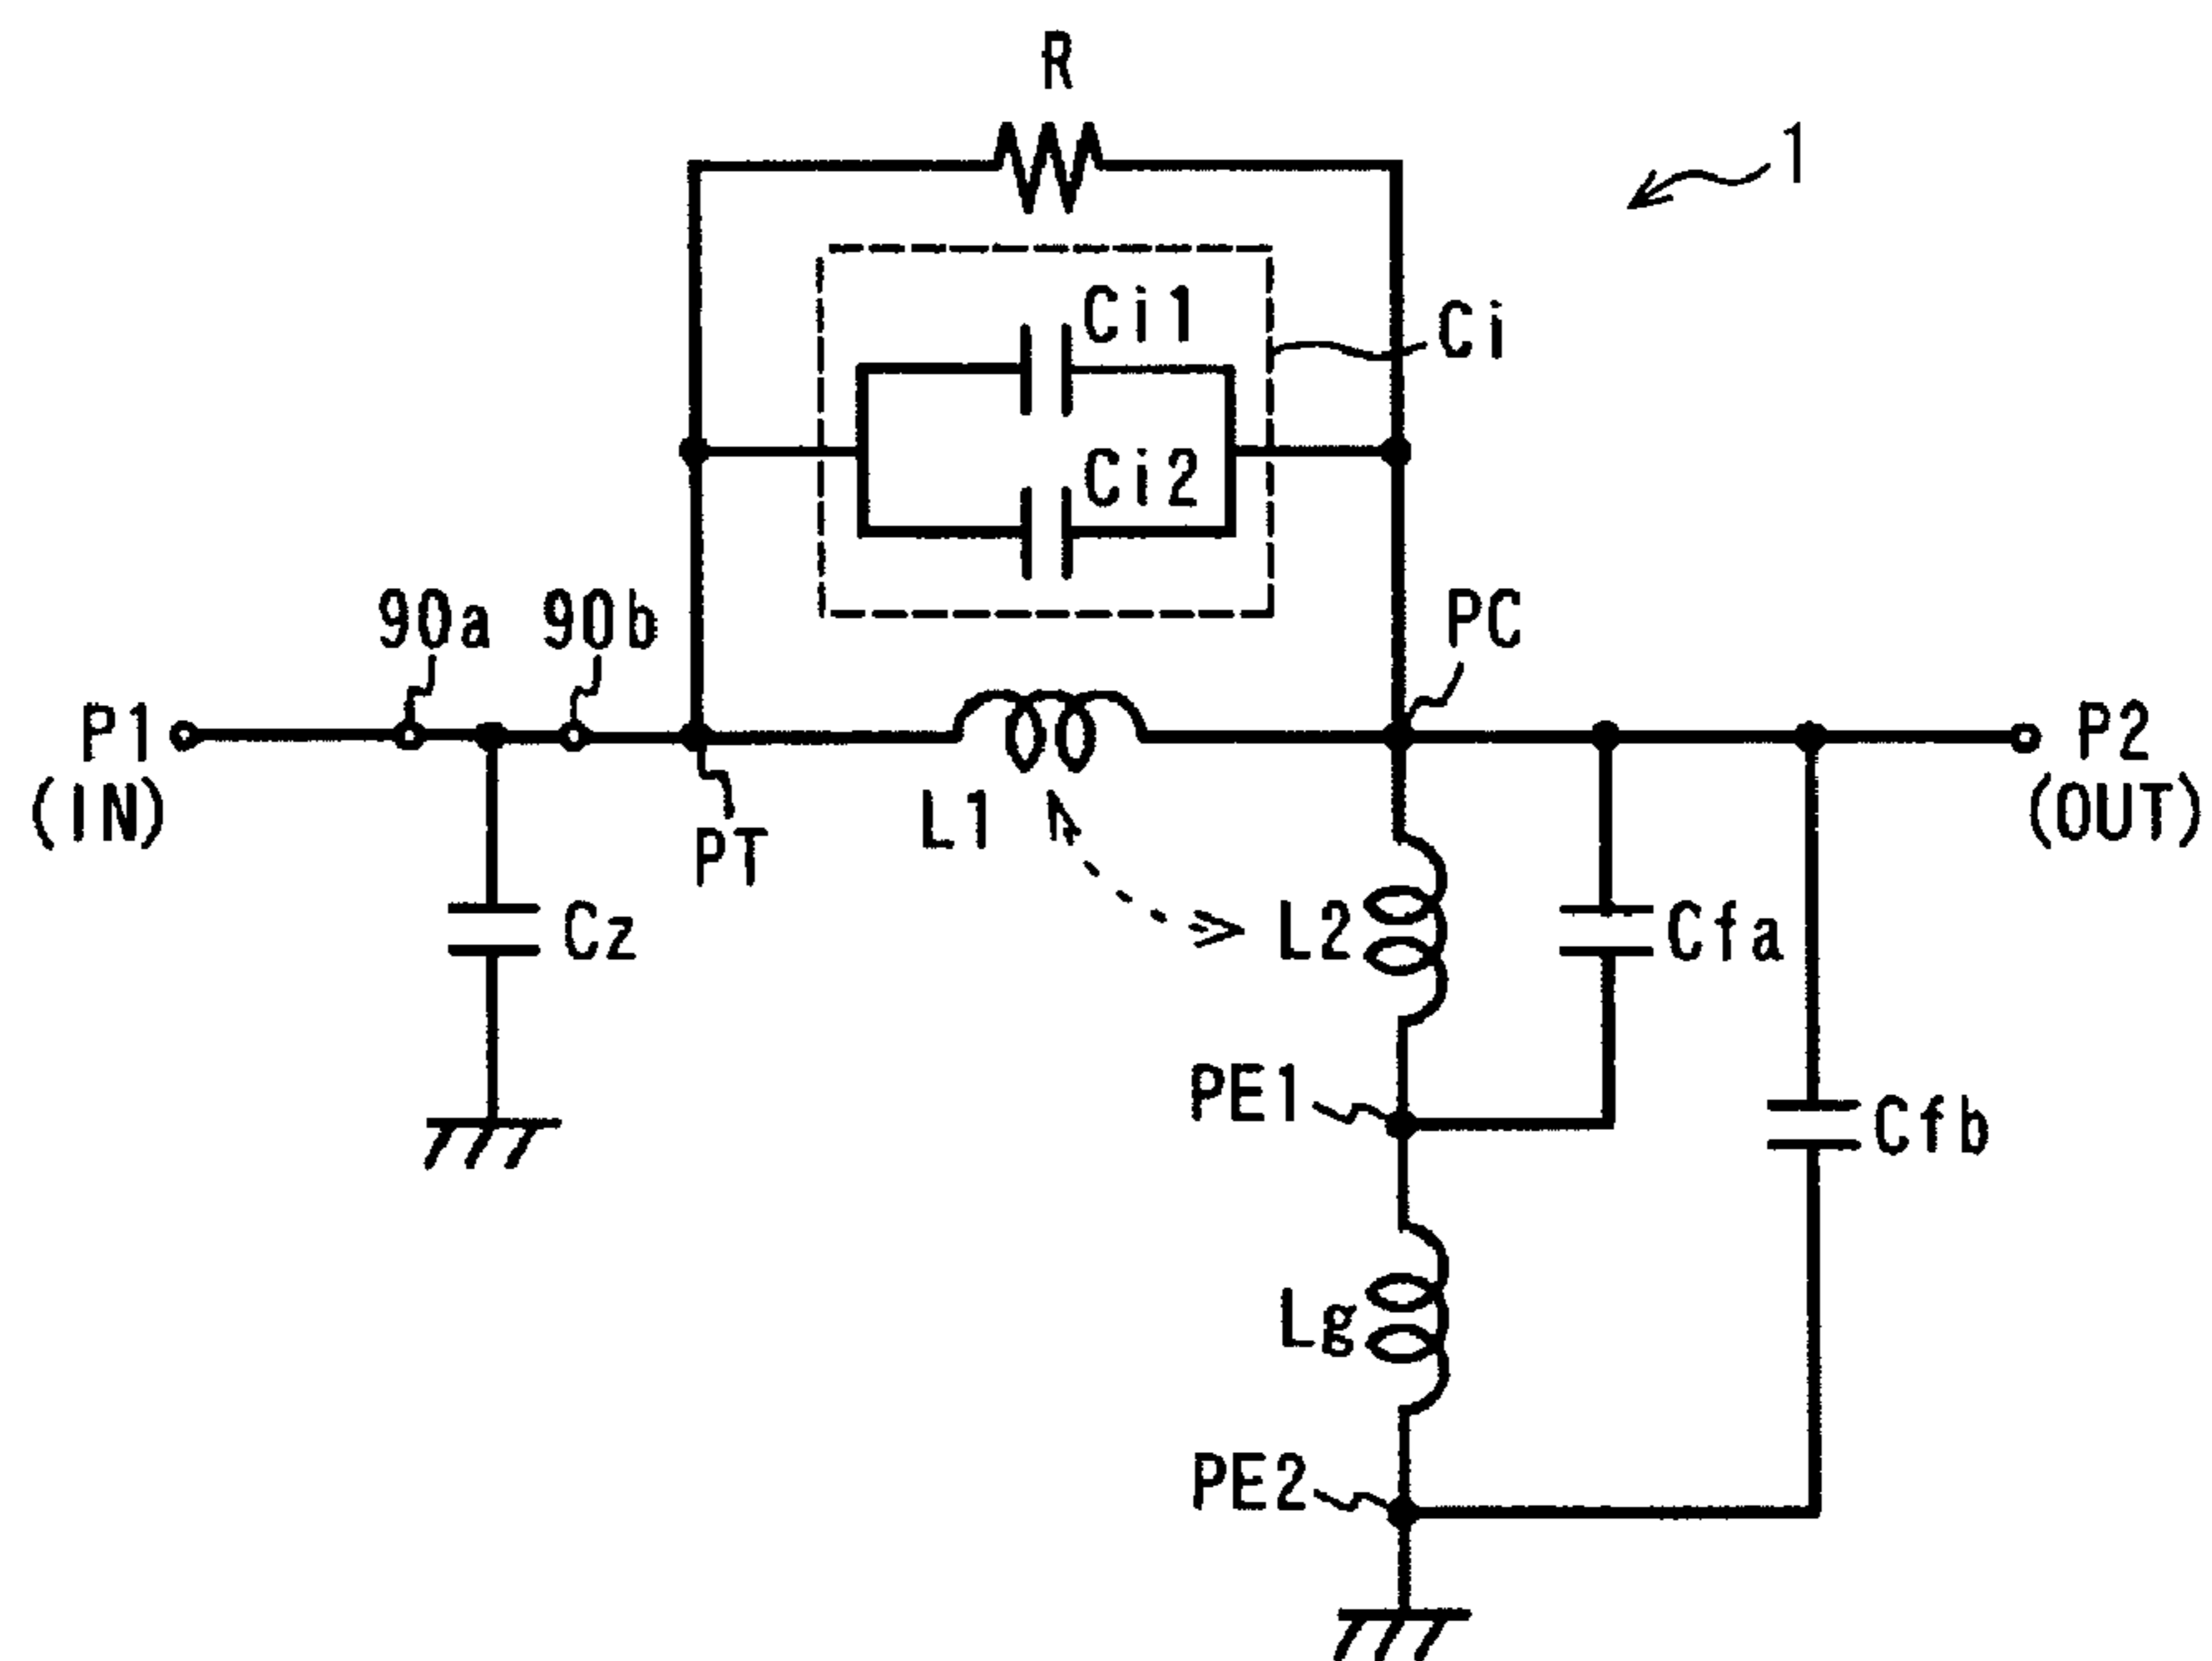 R
1
Ci1
Ci
Ci2
90a
90b
PC
P1
(IN)
P2
(OUT)
L1
PT
Cz
L2
Cfa
PE1
Cfb
Lg
PE2